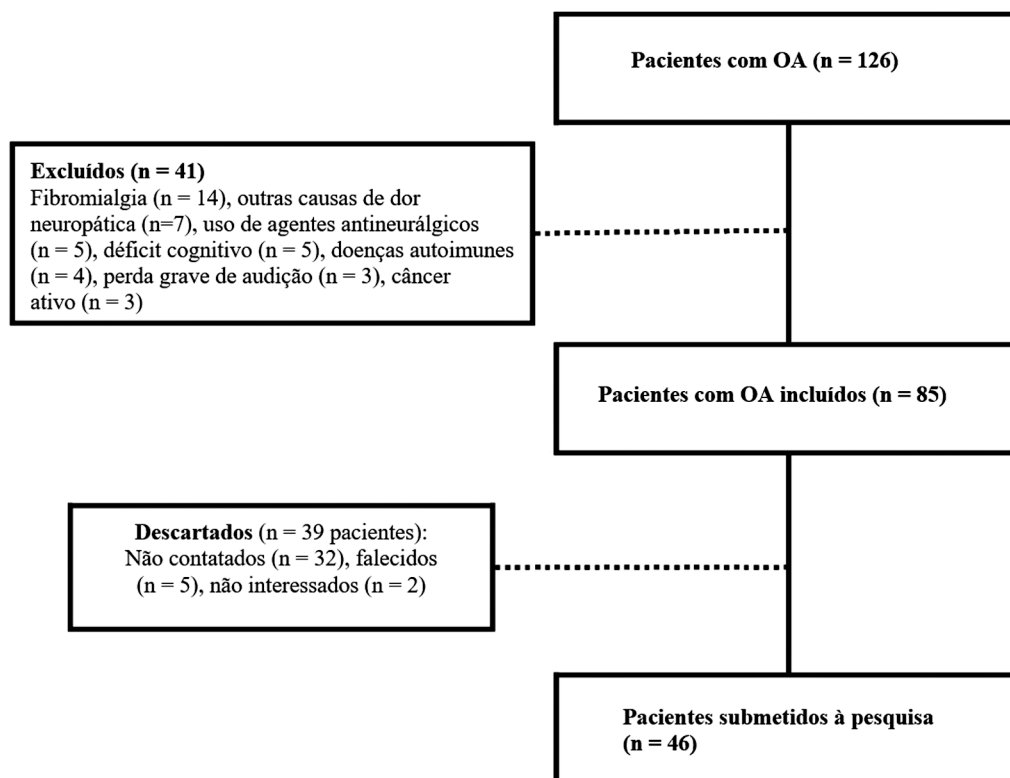 Pacientes com OA (n = 126)
Excluídos (n = 41)
Fibromialgia (n = 14), outras causas de dor
neuropática (n=7), uso de agentes antineurálgicos
(n = 5), déficit cognitivo (n = 5), doenças autoimunes
(n = 4), perda grave de audição (n = 3), câncer
ativo (n = 3)
Pacientes com OA incluídos (n = 85)
Descartados (n = 39 pacientes):
Não contatados (n = 32), falecidos
(n = 5), não interessados (n = 2)
Pacientes submetidos à pesquisa
(n = 46)